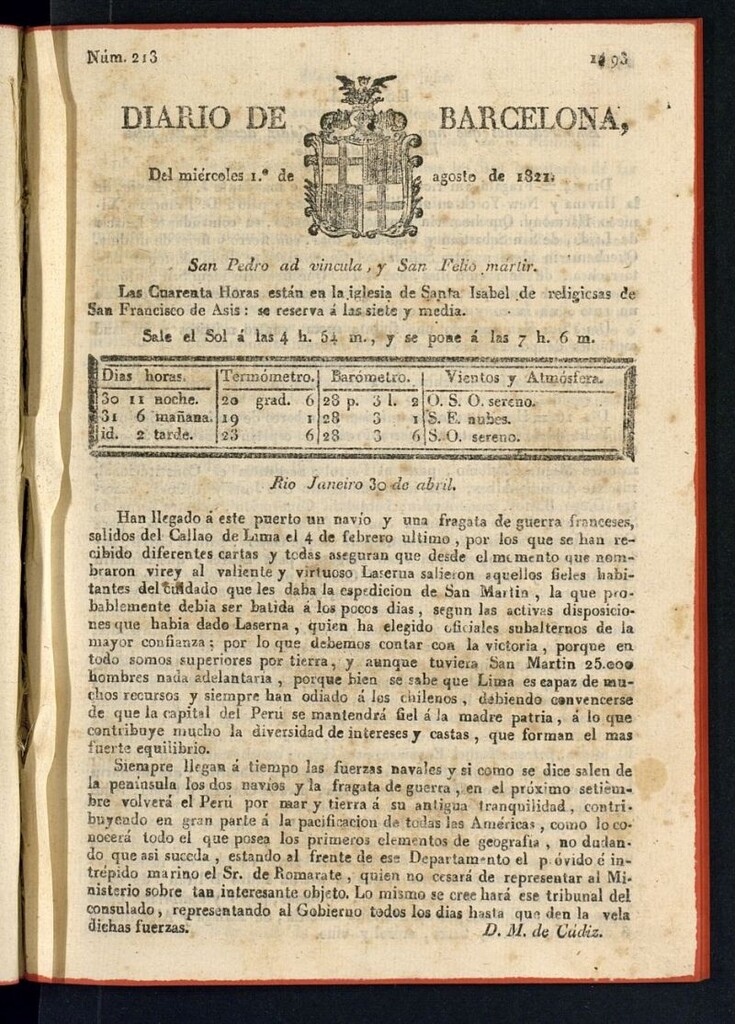 Núm. 213
DIARIO DE BARCELONA,
Del miércoles 1.º de agosto de 1821.
San Pedro ad vincula, y San Felio mártir.
Las Cuarenta Horas están en la iglesia de Santa Isabel de religiosas de
San Francisco de Asis: se reserva á las siete y media.
Sale el Sol á las 4 h. 54 m., y se pone á las 7 h. 6 m.
Dias horas. Termómetro. Barómetro. Vientos y Atmósfera.
30 11 noche. 20 grad. 6 28 p. 3 l. 2 O. S. O. sereno.
31 6 mañana. 19 1 28 3 1 S. E. nubes.
id. 2 tarde. 23 6 28 3 6 S. O. sereno.
Rio Janeiro 30 de abril.
Han llegado á este puerto un navío y una fragata de guerra franceses,
salidos del Callao de Lima el 4 de febrero ultimo, por los que se han re-
cibido diferentes cartas y todas aseguran que desde el momento que nom-
braron virey al valiente y virtuoso Laserna salieron aquellos fieles habi-
tantes del cuidado que les daba la espedicion de San Martin, la que pro-
bablemente debia ser batida á los pocos dias, segun las activas disposicio-
nes que habia dado Laserna, quien ha elegido oficiales subalternos de la
mayor confianza; por lo que debemos contar con la victoria, porque en
todo somos superiores por tierra, y aunque tuviera San Martin 25.000
hombres nada adelantaria, porque bien se sabe que Lima es capaz de mu-
chos recursos y siempre han odiado á los chilenos, debiendo convencerse
de que la capital del Perú se mantendrá fiel á la madre patria, á lo que
contribuye mucho la diversidad de intereses y castas, que forman el mas
fuerte equilibrio.
Siempre llegan á tiempo las fuerzas navales y si como se dice salen de
la península los dos navíos y la fragata de guerra, en el próximo setiem-
bre volverá el Perú por mar y tierra á su antigua tranquilidad, contri-
buyendo en gran parte á la pacificacion de todas las Américas, como lo co-
nocerá todo el que posea los primeros elementos de geografia, no dudan-
do que asi suceda, estando al frente de ese Departamento el próvido é in-
trépido marino el Sr. de Romarate, quien no cesará de representar al Mi-
nisterio sobre tan interesante objeto. Lo mismo se cree hará ese tribunal del
consulado, representando al Gobierno todos los dias hasta que den la vela
dichas fuerzas. D. M. de Cádiz.